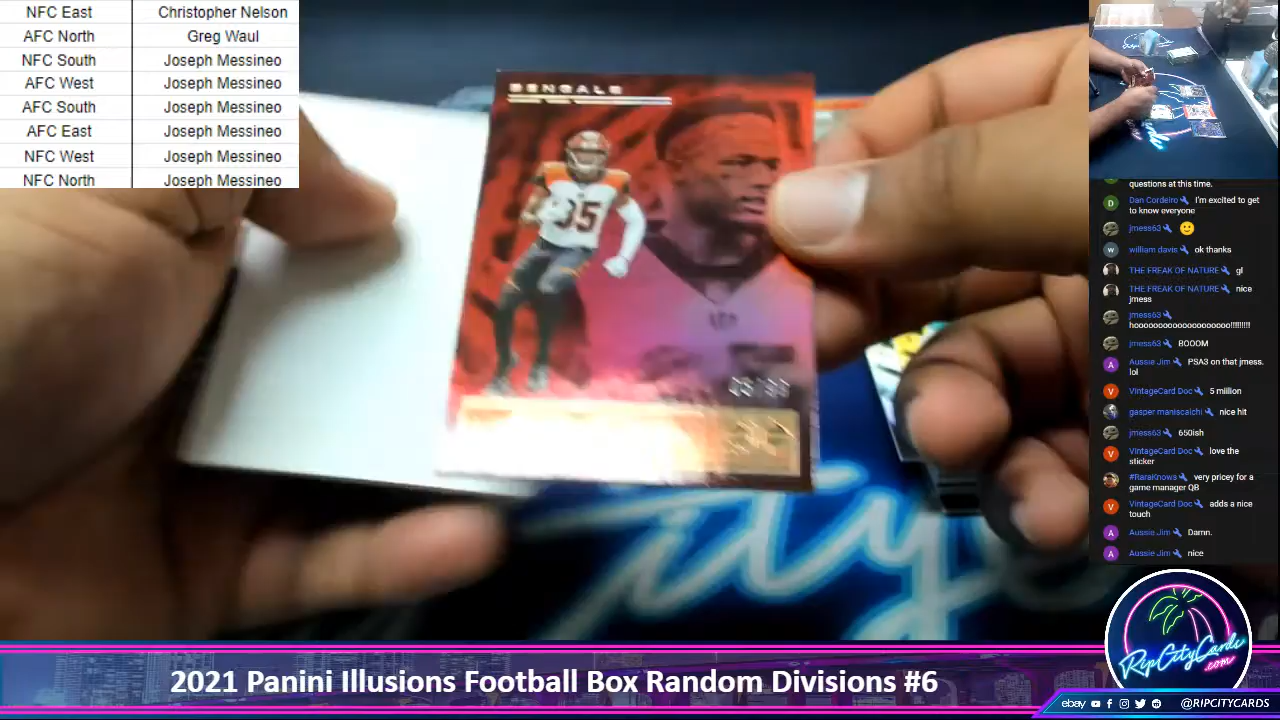 NFC East Christopher Nelson
AFC North Greg Waul
NFC South Joseph Messineo
AFC West Joseph Messineo
AFC South Joseph Messineo
AFC East Joseph Messineo
NFC West Joseph Messineo
NFC North Joseph Messineo
BENGALS
85
questions at this time.
Dan Cordeiro I'm excited to get
to know everyone
jmess63
william davis ok thanks
THE FREAK OF NATURE gl
THE FREAK OF NATURE nice
jmess
jmess63
hooooooooooooooooooo!!!!!!!!!
jmess63 BOOOM
Aussie Jim PSA3 on that jmess.
lol
VintageCard Doc 5 million
gasper maniscalchi nice hit
jmess63 650ish
VintageCard Doc love the
sticker
#RaraKnows very pricey for a
game manager QB
VintageCard Doc adds a nice
touch
Aussie Jim Damn.
Aussie Jim nice
RipCityCards
.com
2021 Panini Illusions Football Box Random Divisions #6
ebay @RIPCITYCARDS